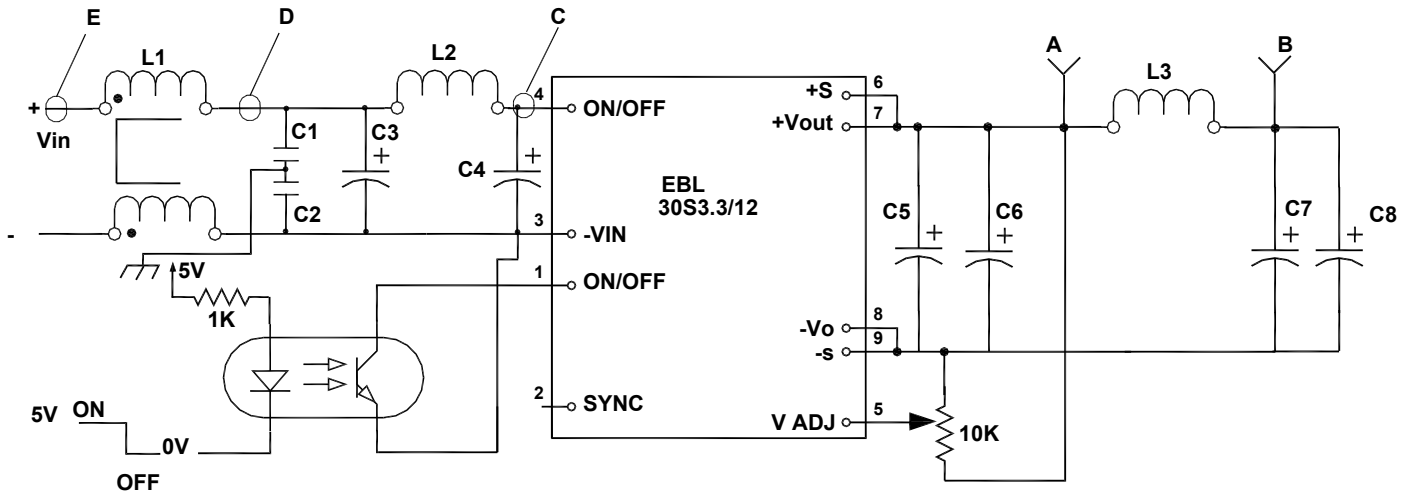 E
D
C
A
B
L1
L2
L3
+
Vin
-
C1
C2
C3
+
C4
+
4
ON/OFF
3
-VIN
1
ON/OFF
2
SYNC
EBL
30S3.3/12
+S
6
+Vout
7
-Vo
8
-s
9
V ADJ
5
10K
C5
+
C6
+
C7
+
C8
+
5V
1K
5V
ON
0V
OFF